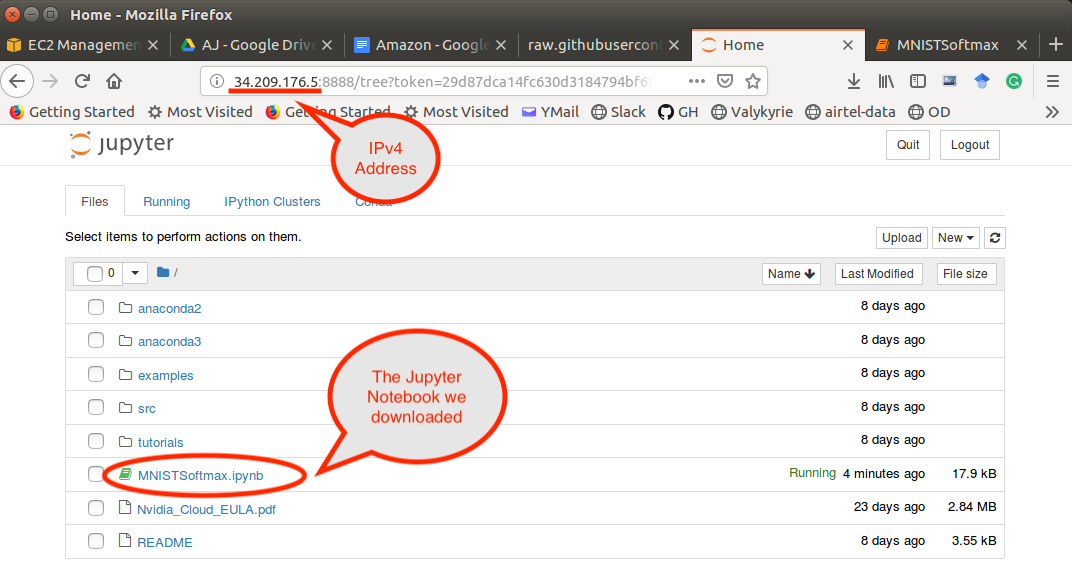 Home - Mozilla Firefox
EC2 Managemen
AJ - Google Drive
Amazon - Google
raw.githubusercont
Home
MNISTSoftmax
34.209.176.5:8888/tree?token=29d87dca14fc630d3184794bf6
Getting Started
Most Visited
Getting Started
Most Visited
YMail
Slack
GH
Valkyrie
airtel-data
OD
IPv4
Address
jupyter
Quit
Logout
Files
Running
IPython Clusters
Conda
Select items to perform actions on them.
Upload
New
0
/
Name
Last Modified
File size
anaconda2
8 days ago
anaconda3
8 days ago
examples
8 days ago
src
8 days ago
tutorials
8 days ago
The Jupyter
Notebook we
downloaded
MNISTSoftmax.ipynb
Running
4 minutes ago
17.9 kB
Nvidia_Cloud_EULA.pdf
23 days ago
2.84 MB
README
8 days ago
3.55 kB